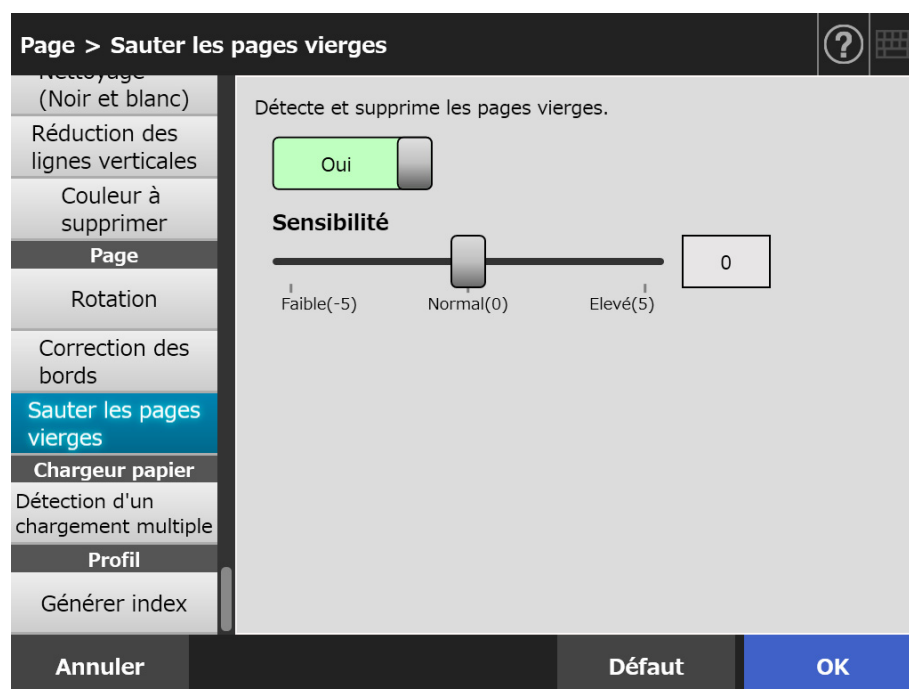 Page > Sauter les pages vierges
?
Nettoyage
(Noir et blanc)
Réduction des
lignes verticales
Couleur à
supprimer
Page
Rotation
Correction des
bords
Sauter les pages
vierges
Chargeur papier
Détection d'un
chargement multiple
Profil
Générer index
Détecte et supprime les pages vierges.
Oui
Sensibilité
0
Faible(-5) Normal(0) Elevé(5)
Annuler Défaut OK